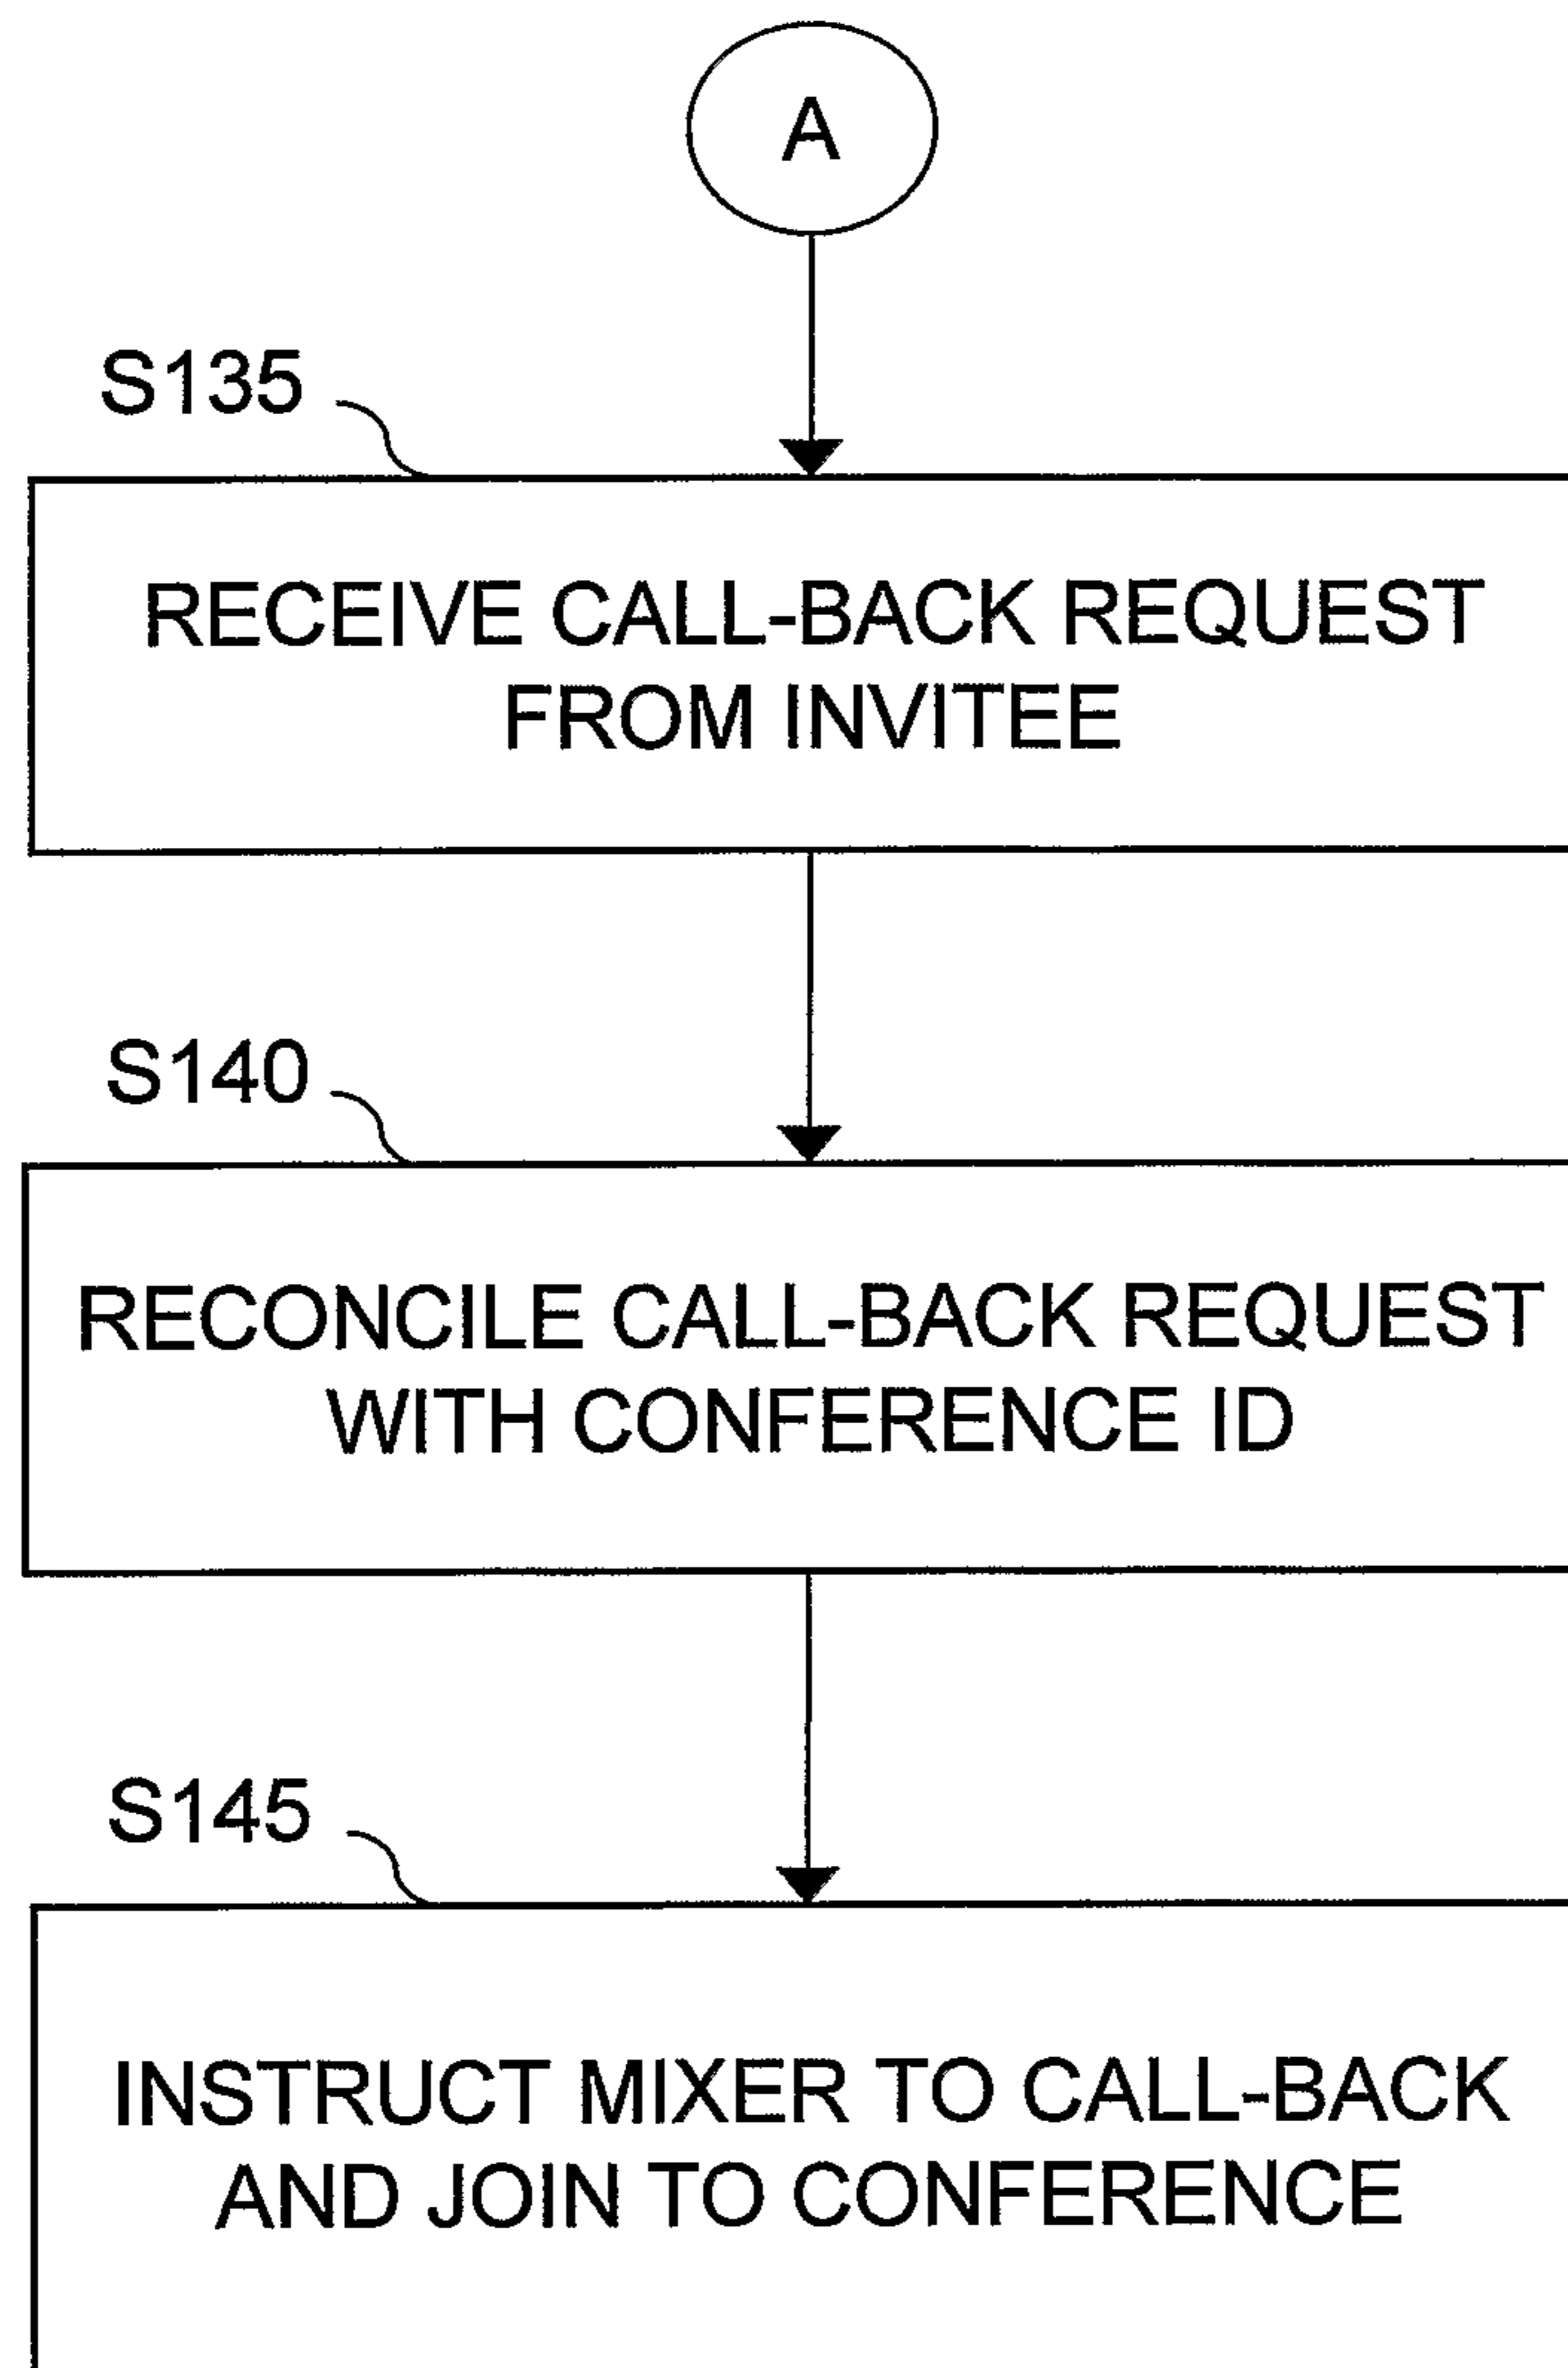 A
S135
RECEIVE CALL-BACK REQUEST
FROM INVITEE
S140
RECONCILE CALL-BACK REQUEST
WITH CONFERENCE ID
S145
INSTRUCT MIXER TO CALL-BACK
AND JOIN TO CONFERENCE